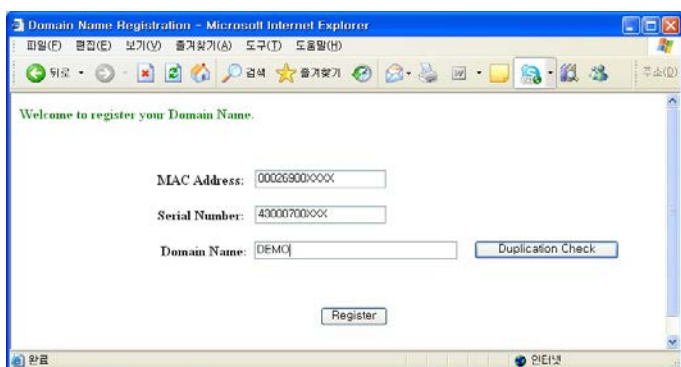 Domain Name Registration - Microsoft Internet Explorer
파일(F) 편집(E) 보기(V) 즐겨찾기(A) 도구(T) 도움말(H)
뒤로 검색 즐겨찾기 주소(D)
Welcome to register your Domain Name.
MAC Address: 00026900XXXX
Serial Number: 43000700XXX
Domain Name: DEMO Duplication Check
Register
완료 인터넷